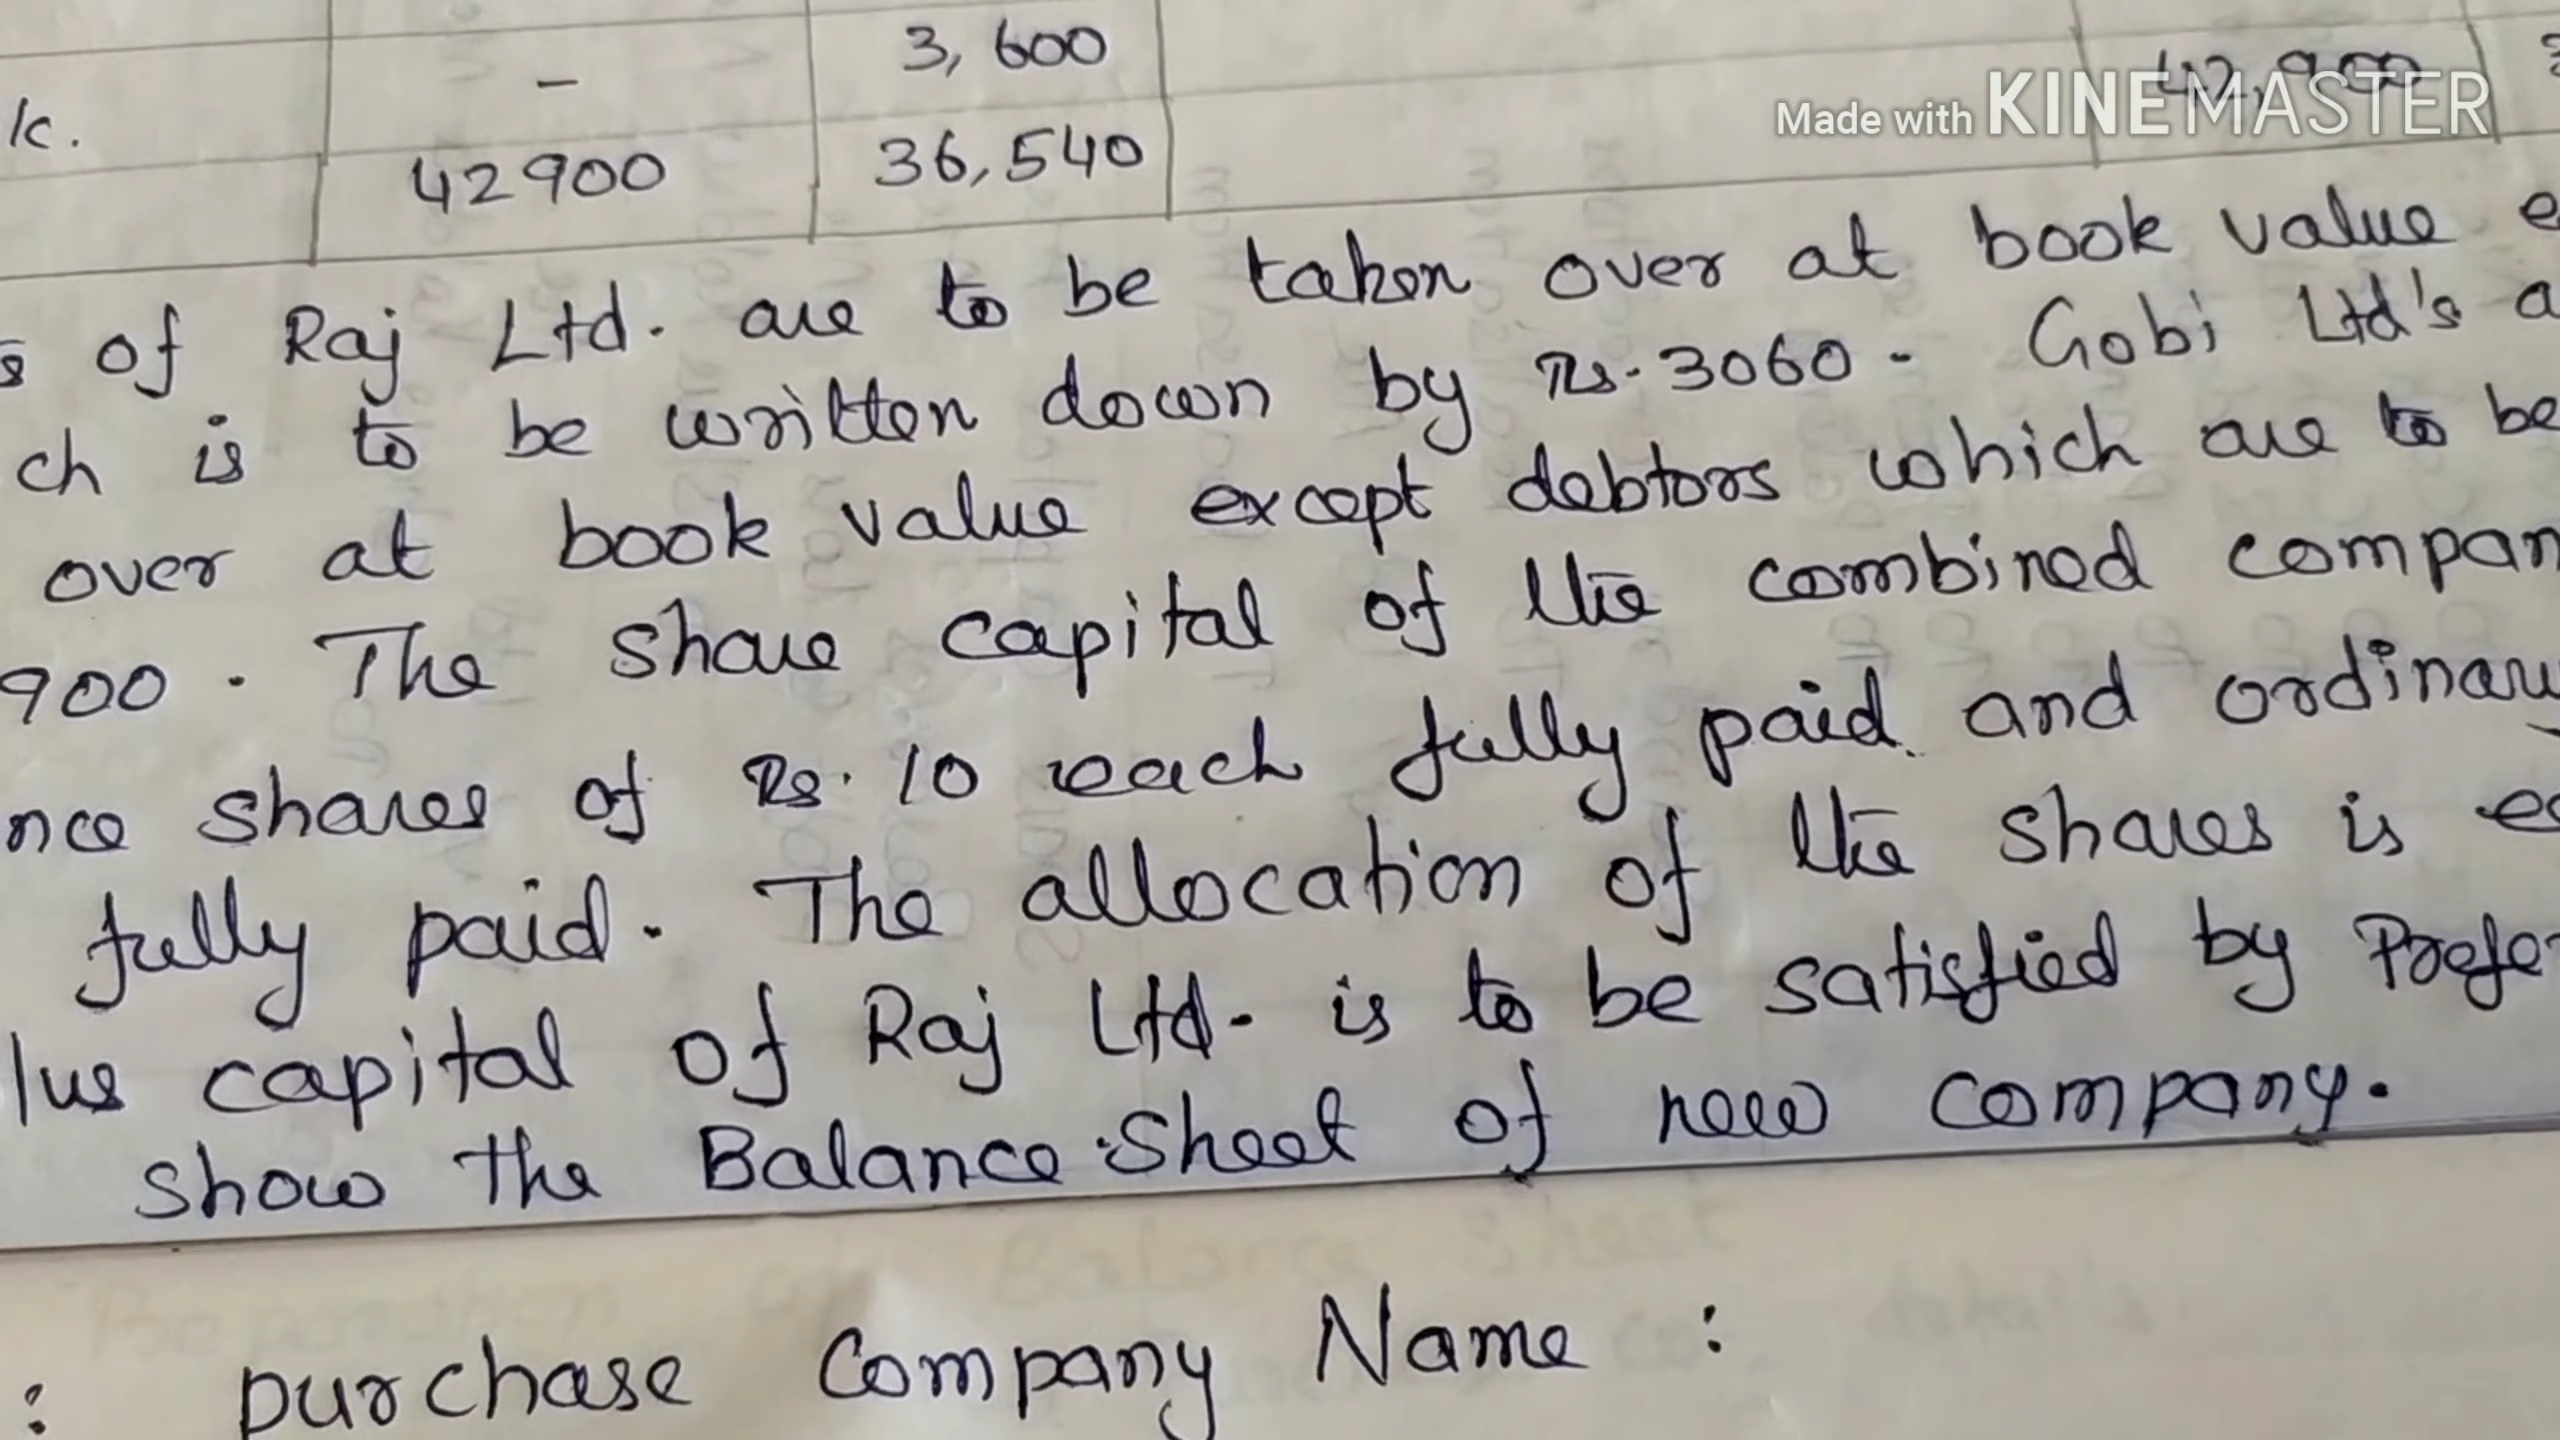 3,600
k. - 42,900
42900 36,540
Made with KINEMASTER
of Raj Ltd. are to be taken over at book value
ch is to be written down by Rs. 3060 - Gobi Ltd's a
over at book value except debtors which are to be
900. The share capital of the combined compan
nce shares of Rs. 10 each fully paid and ordinary
fully paid. The allocation of the shares is
lus capital of Raj Ltd. is to be satisfied by Prefer
show the Balance Sheet of new company.
: purchase Company Name :